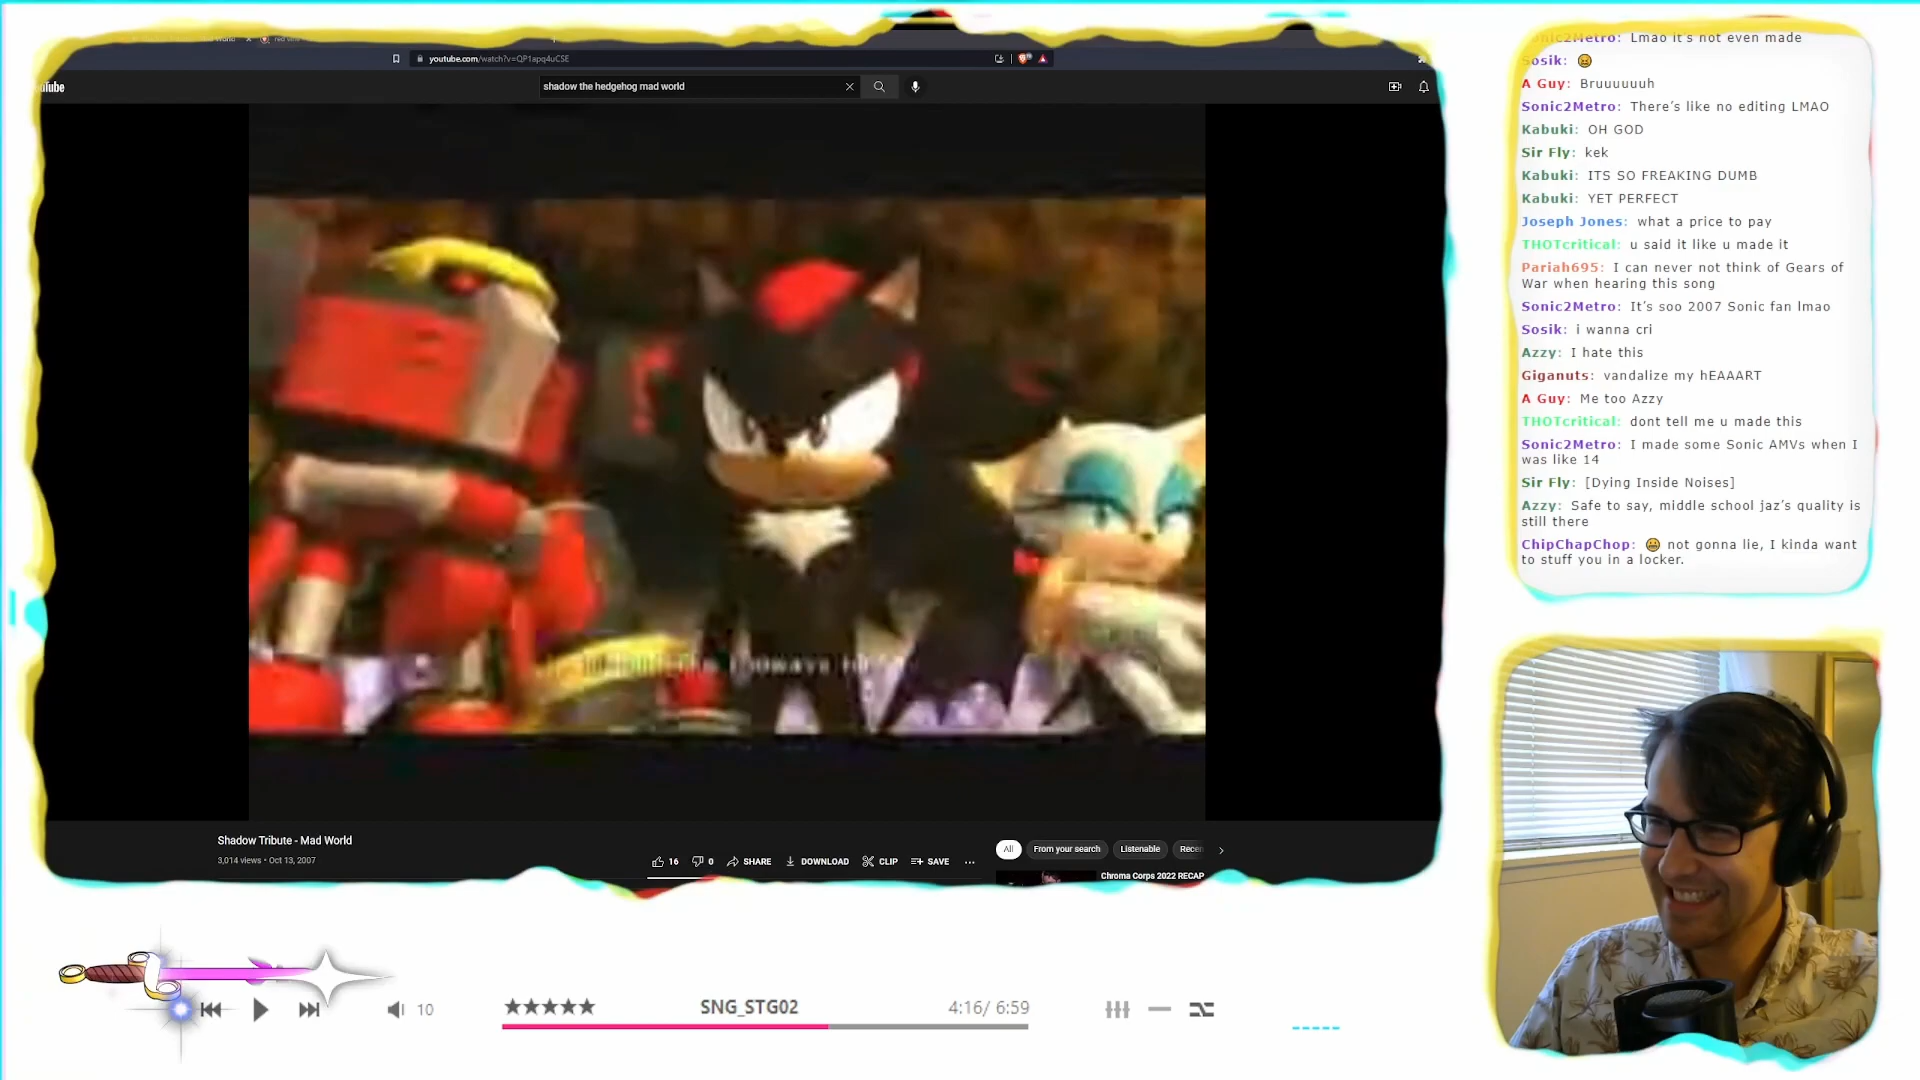 youtube.com/watch?v=QP1apq4uCSE
shadow the hedgehog mad world
Shadow Tribute - Mad World
3,014 views • Oct 13, 2007
16
0
SHARE
DOWNLOAD
CLIP
SAVE
All
From your search
Listenable
Chroma Corps 2022 RECAP
10
SNG_STG02
4:16/ 6:59
Sonic2Metro: Lmao it's not even made
Sosik: 😖
A Guy: Bruuuuuuh
Sonic2Metro: There's like no editing LMAO
Kabuki: OH GOD
Sir Fly: kek
Kabuki: ITS SO FREAKING DUMB
Kabuki: YET PERFECT
Joseph Jones: what a price to pay
THOTcritical: u said it like u made it
Pariah695: I can never not think of Gears of
War when hearing this song
Sonic2Metro: It's soo 2007 Sonic fan lmao
Sosik: i wanna cri
Azzy: I hate this
Giganuts: vandalize my hEAAART
A Guy: Me too Azzy
THOTcritical: dont tell me u made this
Sonic2Metro: I made some Sonic AMVs when I
was like 14
Sir Fly: [Dying Inside Noises]
Azzy: Safe to say, middle school jaz's quality is
still there
ChipChapChop: 😀 not gonna lie, I kinda want
to stuff you in a locker.